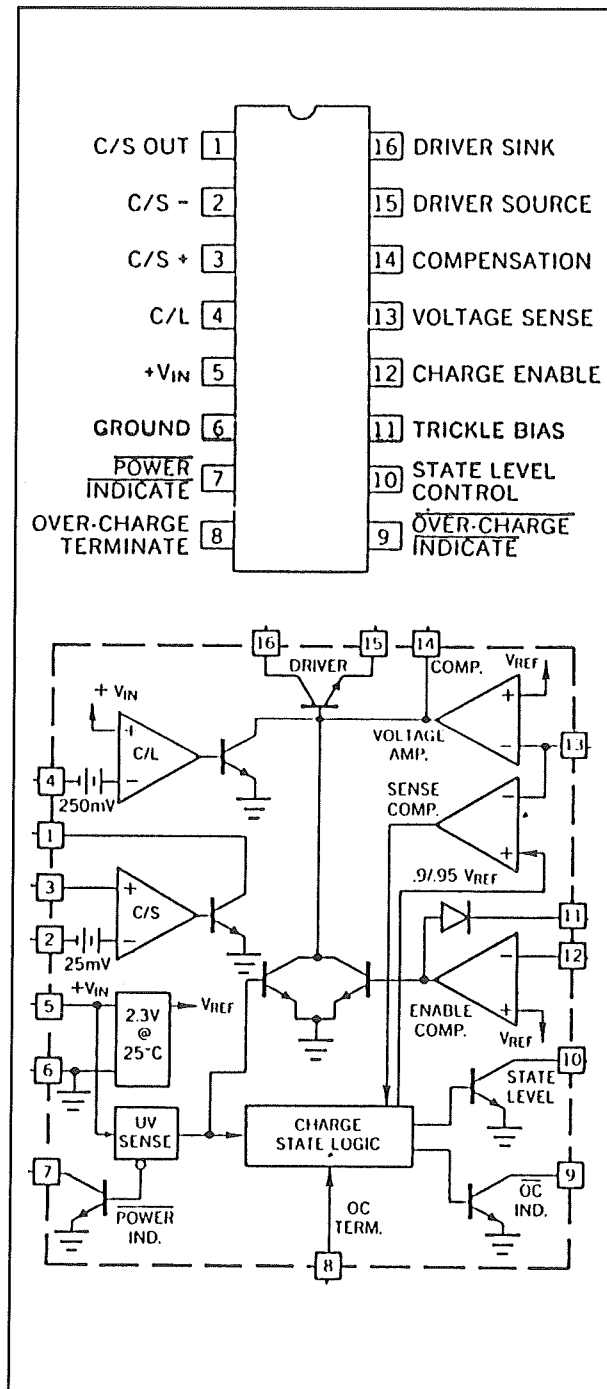 C/S OUT 1 16 DRIVER SINK
C/S - 2 15 DRIVER SOURCE
C/S + 3 14 COMPENSATION
C/L 4 13 VOLTAGE SENSE
+VIN 5 12 CHARGE ENABLE
GROUND 6 11 TRICKLE BIAS
POWER
INDICATE 7 10 STATE LEVEL
CONTROL
OVER-CHARGE
TERMINATE 8 9 OVER-CHARGE
INDICATE
16 15 14
DRIVER COMP. VREF
+ VIN
+
C/L
-
4
250mV
VOLTAGE
AMP.
+
-
13
1
SENSE
COMP.
-
+
3
+
C/S
-
2
25mV
.9/.95 VREF
11
12
-
ENABLE
COMP.
+
VREF
+VIN
5
2.3V
@
25°C
VREF
6
10
STATE
LEVEL
UV
SENSE
CHARGE
STATE LOGIC
7
POWER
IND.
OC
TERM.
9
OC
IND.
8